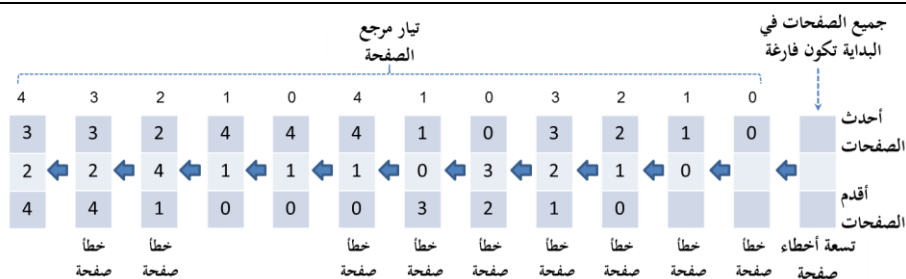 جميع الصفحات في
البداية تكون فارغة
تيار مرجع
الصفحة
0 1 2 3 0 1 4 0 1 2 3 4
أحدث
الصفحات
0 1 2 3 0 1 4 4 4 2 3 3
0 1 2 3 0 1 1 1 4 2 2
أقدم
الصفحات
0 1 2 3 0 0 0 1 4 4
تسعة أخطاء
صفحة
خطأ صفحة
خطأ صفحة
خطأ صفحة
خطأ صفحة
خطأ صفحة
خطأ صفحة
خطأ صفحة
خطأ صفحة
خطأ صفحة